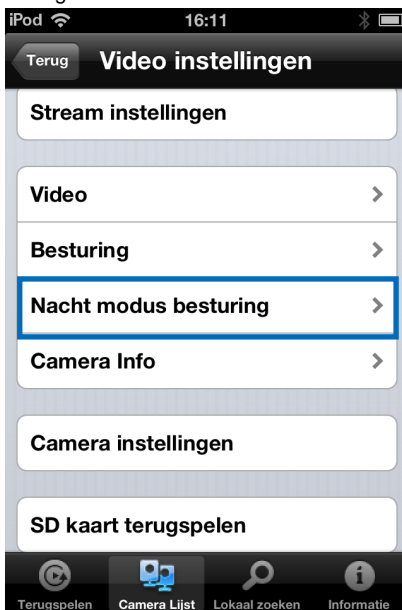 iPod 16:11
Terug Video instellingen
Stream instellingen
Video
Besturing
Nacht modus besturing
Camera Info
Camera instellingen
SD kaart terugspelen
Terugspelen Camera Lijst Lokaal zoeken Informatie